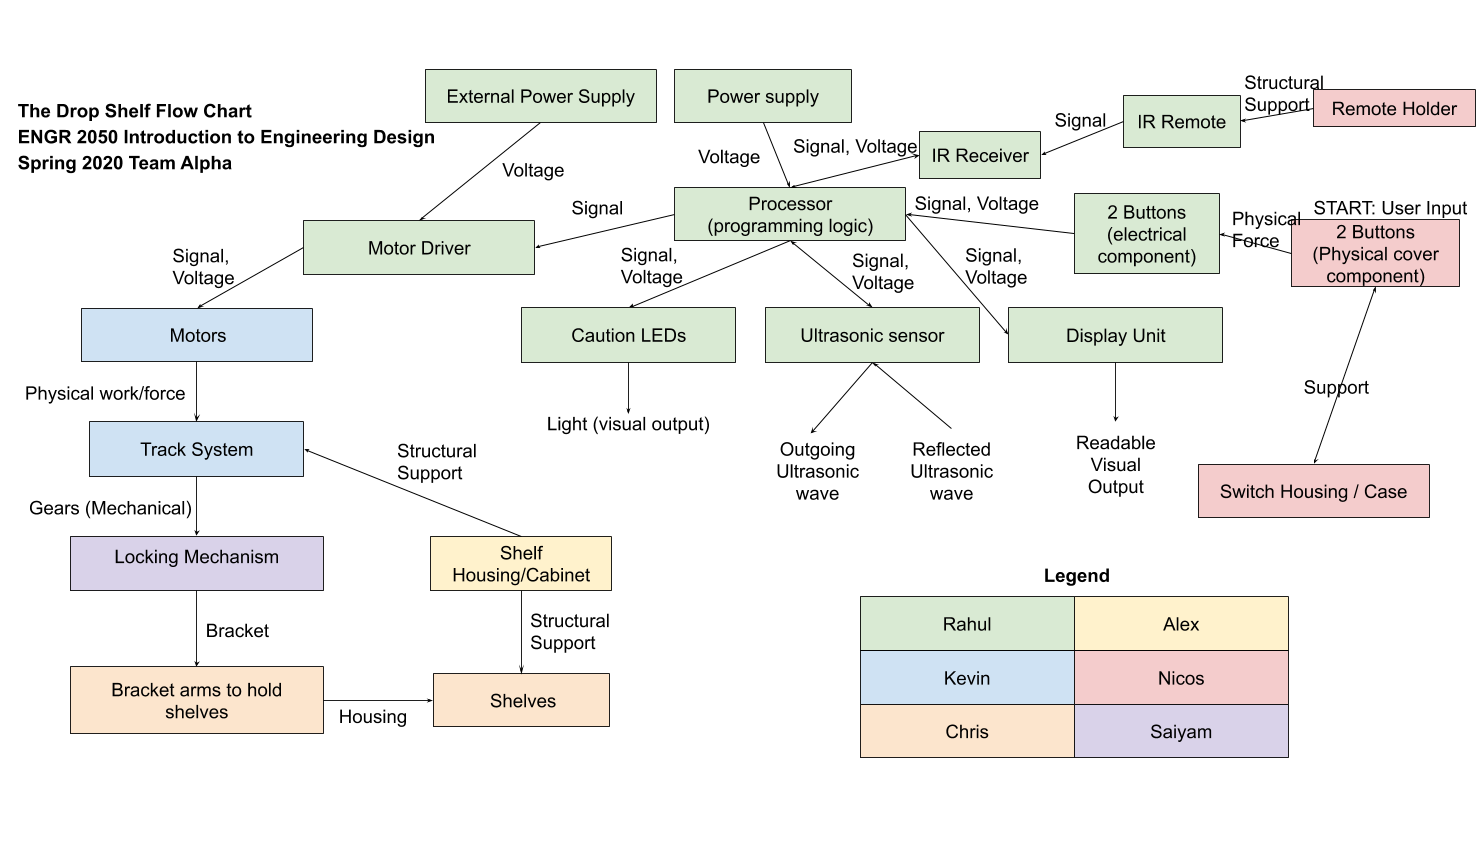 The Drop Shelf Flow Chart
ENGR 2050 Introduction to Engineering Design
Spring 2020 Team Alpha
External Power Supply
Power supply
Structural
Support
Remote Holder
IR Remote
Signal
Signal, Voltage
IR Receiver
Voltage
Voltage
Processor
(programming logic)
Signal
Signal, Voltage
2 Buttons
(electrical
component)
Physical
Force
START: User Input
2 Buttons
(Physical cover
component)
Motor Driver
Signal,
Voltage
Signal,
Voltage
Signal,
Voltage
Signal,
Voltage
Motors
Caution LEDs
Ultrasonic sensor
Display Unit
Physical work/force
Support
Light (visual output)
Track System
Structural
Support
Outgoing
Ultrasonic
wave
Reflected
Ultrasonic
wave
Readable
Visual
Output
Switch Housing / Case
Gears (Mechanical)
Locking Mechanism
Shelf
Housing/Cabinet
Bracket
Structural
Support
Bracket arms to hold
shelves
Housing
Shelves
Legend
Rahul
Alex
Kevin
Nicos
Chris
Saiyam